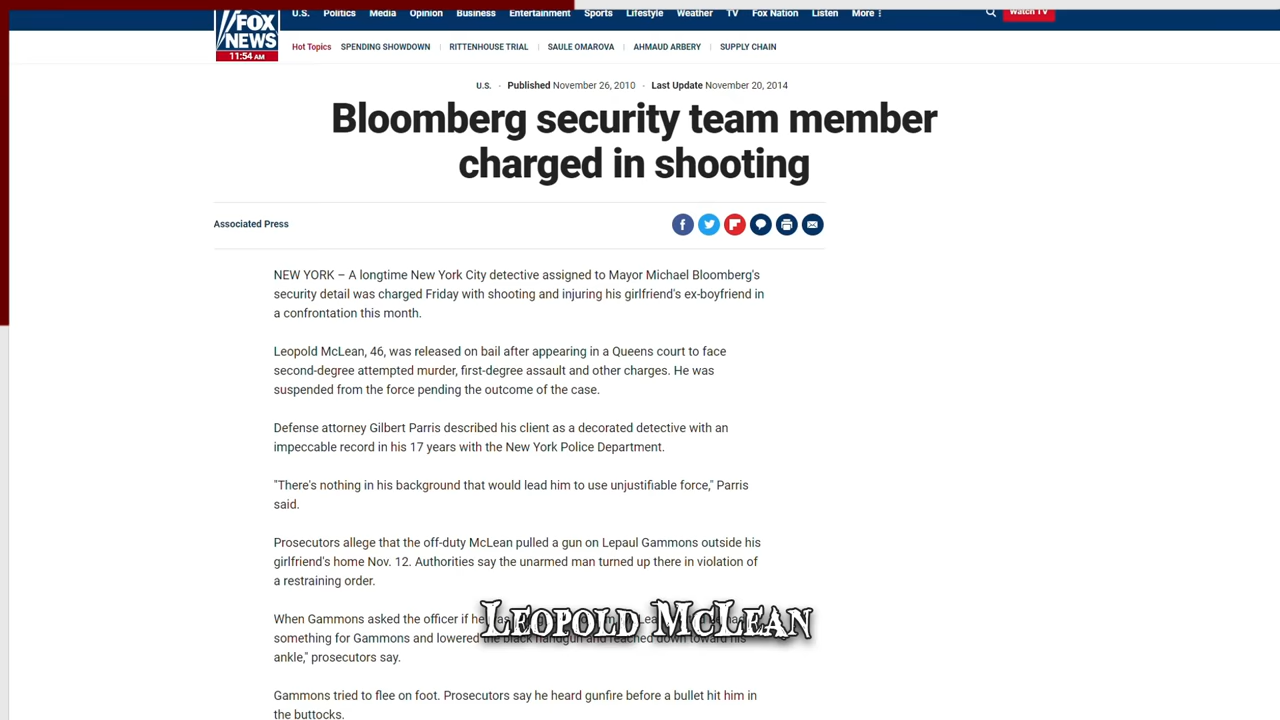 FOX
NEWS
11:54 AM
U.S. Politics Media Opinion Business Entertainment Sports Lifestyle Weather TV Fox Nation Listen More
Watch TV
Hot Topics SPENDING SHOWDOWN RITTENHOUSE TRIAL SAULE OMAROVA AHMAUD ARBERY SUPPLY CHAIN
U.S. · Published November 26, 2010 · Last Update November 20, 2014
Bloomberg security team member
charged in shooting
Associated Press
NEW YORK – A longtime New York City detective assigned to Mayor Michael Bloomberg's
security detail was charged Friday with shooting and injuring his girlfriend's ex-boyfriend in
a confrontation this month.
Leopold McLean, 46, was released on bail after appearing in a Queens court to face
second-degree attempted murder, first-degree assault and other charges. He was
suspended from the force pending the outcome of the case.
Defense attorney Gilbert Parris described his client as a decorated detective with an
impeccable record in his 17 years with the New York Police Department.
"There's nothing in his background that would lead him to use unjustifiable force," Parris
said.
Prosecutors allege that the off-duty McLean pulled a gun on Lepaul Gammons outside his
girlfriend's home Nov. 12. Authorities say the unarmed man turned up there in violation of
a restraining order.
When Gammons asked the officer if he
Leopold McLean
something for Gammons and lowered the black handgun and reached down toward his
ankle," prosecutors say.
Gammons tried to flee on foot. Prosecutors say he heard gunfire before a bullet hit him in
the buttocks.